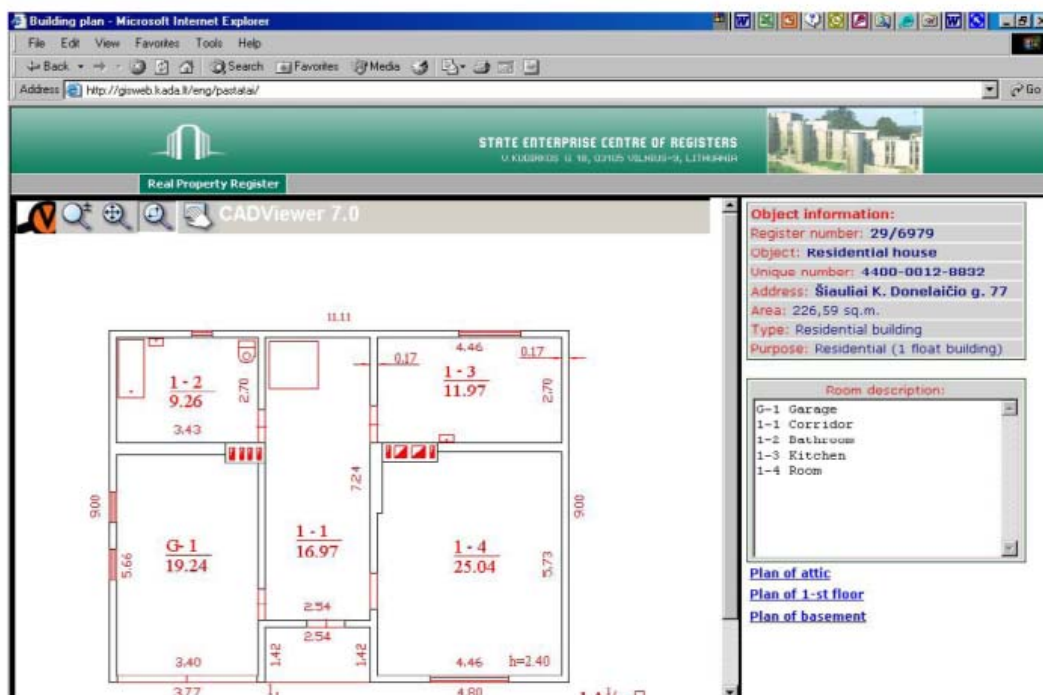 Building plan - Microsoft Internet Explorer
File Edit View Favorites Tools Help
Back Search Favorites Media
Address http://gisweb.kada.lt/eng/pastatai/ Go
STATE ENTERPRISE CENTRE OF REGISTERS
V.KUDIRKOS G 18, 03105 VILNIUS-9, LITHUANIA
Real Property Register
CADViewer 7.0
11.11
4.46
0.17
0.17
1-2
9.26
2.70
3.43
1-3
11.97
2.70
7.24
9.00
9.00
G-1
19.24
5.66
1-1
16.97
1-4
25.04
5.73
2.54
2.54
1.42
1.42
3.40
4.46 h=2.40
3.77
4.80
Object information:
Register number: 29/6979
Object: Residential house
Unique number: 4400-0012-8832
Address: Šiauliai K. Donelaičio g. 77
Area: 226,59 sq.m.
Type: Residential building
Purpose: Residential (1 float building)
Room description:
G-1 Garage
1-1 Corridor
1-2 Bathroom
1-3 Kitchen
1-4 Room
Plan of attic
Plan of 1-st floor
Plan of basement